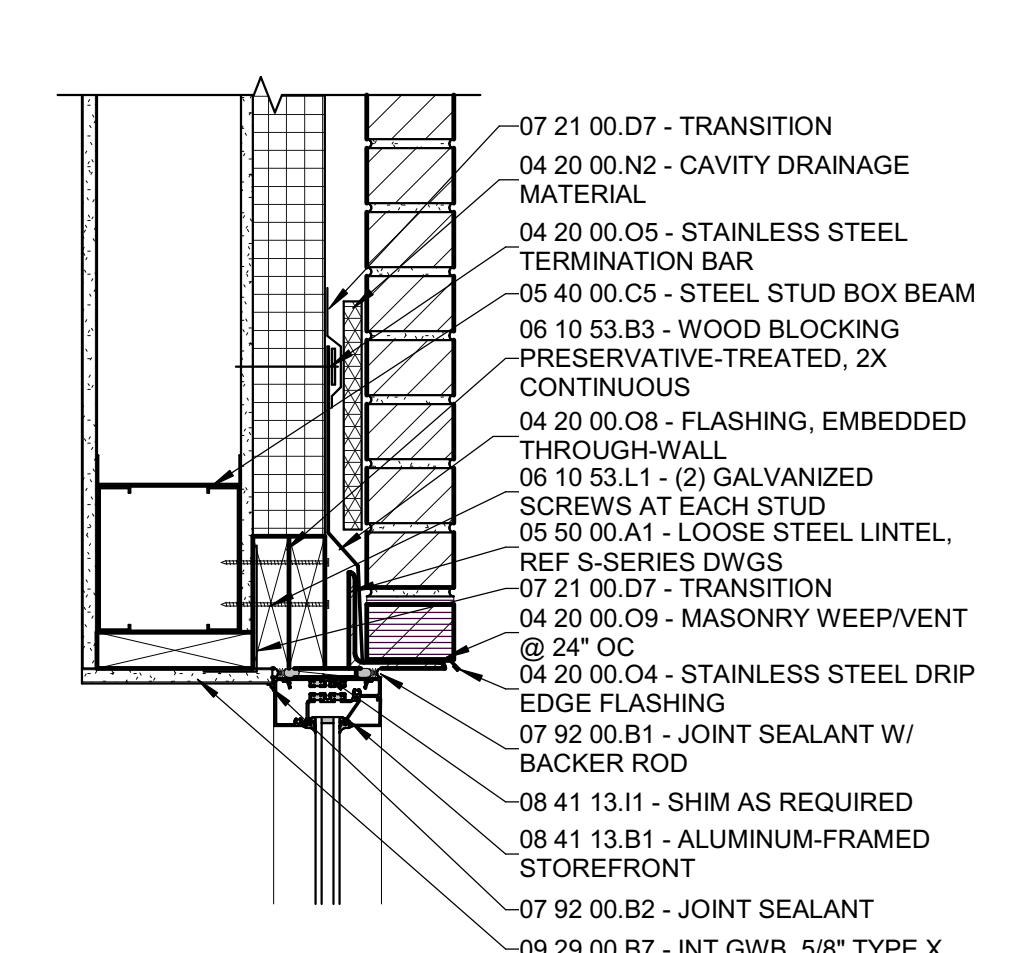 07 21 00.D7 - TRANSITION
04 20 00.N2 - CAVITY DRAINAGE
MATERIAL
04 20 00.O5 - STAINLESS STEEL
TERMINATION BAR
05 40 00.C5 - STEEL STUD BOX BEAM
06 10 53.B3 - WOOD BLOCKING
PRESERVATIVE-TREATED, 2X
CONTINUOUS
04 20 00.O8 - FLASHING, EMBEDDED
THROUGH-WALL
06 10 53.L1 - (2) GALVANIZED
SCREWS AT EACH STUD
05 50 00.A1 - LOOSE STEEL LINTEL,
REF S-SERIES DWGS
07 21 00.D7 - TRANSITION
04 20 00.O9 - MASONRY WEEP/VENT
@ 24" OC
04 20 00.O4 - STAINLESS STEEL DRIP
EDGE FLASHING
07 92 00.B1 - JOINT SEALANT W/
BACKER ROD
08 41 13.I1 - SHIM AS REQUIRED
08 41 13.B1 - ALUMINUM-FRAMED
STOREFRONT
07 92 00.B2 - JOINT SEALANT
09 29 00.B7 - INT GWB, 5/8" TYPE X